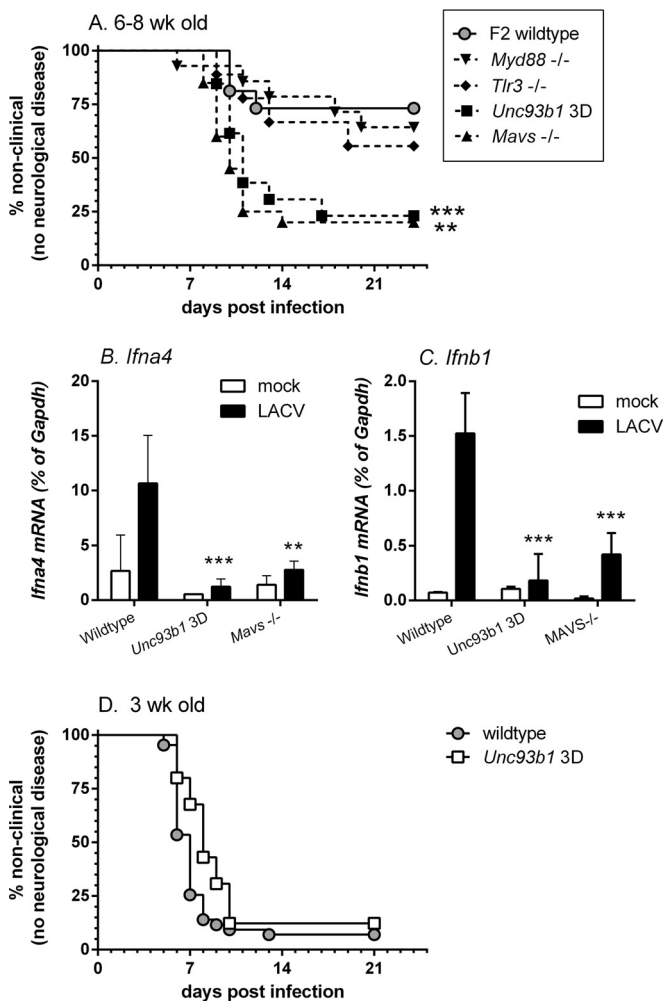 A. 6-8 wk old
100
75
50
25
0
% non-clinical
(no neurological disease)
0 7 14 21
days post infection
***
**
F2 wildtype
Myd88 -/-
Tlr3 -/-
Unc93b1 3D
Mavs -/-
B. Ifna4
20
15
10
5
0
Ifna4 mRNA (% of Gapdh)
mock
LACV
***
**
Wildtype
Unc93b1 3D
Mavs -/-
C. Ifnb1
2.0
1.5
1.0
0.5
0.0
Ifnb1 mRNA (% of Gapdh)
mock
LACV
***
***
Wildtype
Unc93b1 3D
MAVS-/-
D. 3 wk old
100
75
50
25
0
% non-clinical
(no neurological disease)
0 7 14 21
days post infection
wildtype
Unc93b1 3D